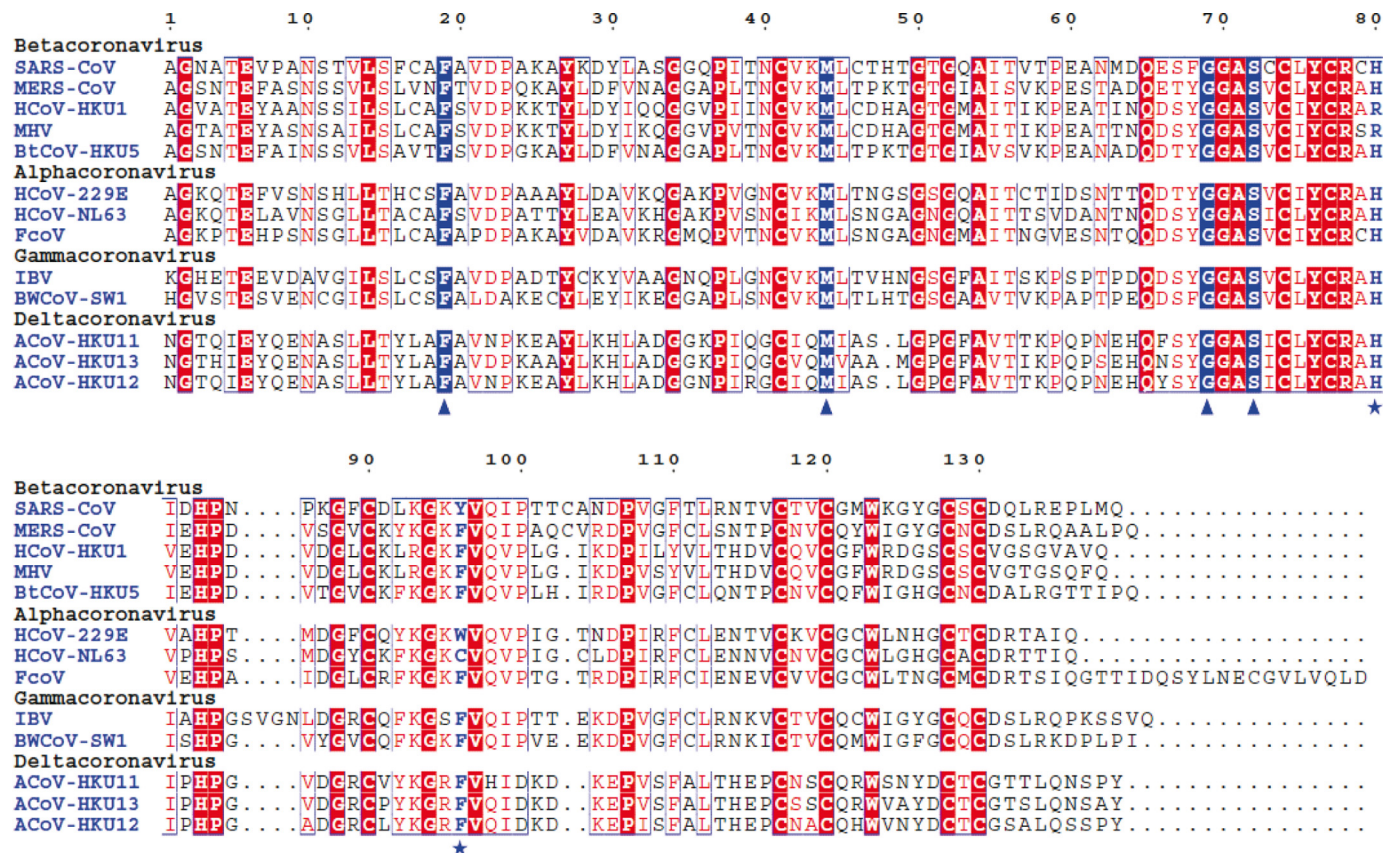 1 10 20 30 40 50 60 70 80
Betacoronavirus
SARS-CoV AGNATEVPANSTVLSFCAFAVDPAKAYKDYLASGGQPITNCVKMLCTHTGTGQAITVTPEANMDQESFGGASCCLYCRCH
MERS-CoV AGSNTEFASNSSVLSLVNFTVDPQKAYLDFVNAGGAPLTNCVKMLTPKTGTGIAISVKPESTADQETYGGASVCLYCRAH
HCoV-HKU1 AGVATEYAANSSILSLCAFSVDPKKTYLDYIQQGGVPIINCVKMLCDHAGTGMAITIKPEATINQDSYGGASVCIYCRAR
MHV AGTATEYASNSAILSLCAFSVDPKKTYLDYIKQGGVPVTNCVKMLCDHAGTGMAITIKPEATTNQDSYGGASVCIYCRSR
BtCoV-HKU5 AGSNTEFAINSSVLSAVTFSVDPGKAYLDFVNAGGAPLTNCVKMLTPKTGTGIAVSVKPEANADQDTYGGASVCLYCRAH
Alphacoronavirus
HCoV-229E AGKQTEFVSNSHLLTHCSFAVDPAAAYLDAVKQGAKPVGNCVKMLTNGSGSGQAITCTIDSNTTQDTYGGASVCIYCRAH
HCoV-NL63 AGKQTELAVNSGLLTACAFSVDPATTYLEAVKHGAKPVSNCIKMLSNGAGNGQAITTSVDANTNQDSYGGASICLYCRAH
FcoV AGKPTEHPSNSGLLTLCAFAPDPAKAYVDAVKRGMQPVTNCVKMLSNGAGNGMAITNGVESNTQQDSYGGASVCIYCRCH
Gammacoronavirus
IBV KGHETEEVDAVGILSLCSFAVDPADTYCKYVAAGNQPLGNCVKMLTVHNGSGFAITSKPSPTPDQDSYGGASVCLYCRAH
BWCoV-SW1 HGVSTESVENCGILSLCSFALDAKECYLEYIKEGGAPLSNCVKMLTLHTGSGAAVTVKPAPTPEQDSFGGASVCLYCRAH
Deltacoronavirus
ACoV-HKU11 NGTQIEYQENASLLTYLAFAVNPKEAYLKHLADGGKPIQGCIQMIAS.LGPGFAVTTKPQPNEHQFSYGGASICLYCRAH
ACoV-HKU13 NGTHIEYQENASLLTYLAFAVDPKAAYLKHLADGGKPIQGCIQMVAA.MGPGFAVTIKPQPSEHQNSYGGASICLYCRAH
ACoV-HKU12 NGTQIEYQENASLLTYLAFAVNPKEAYLKHLADGGNPIRGCIQMIAS.LGPGFAVTTKPQPNEHQYSYGGASICLYCRAH
90 100 110 120 130
Betacoronavirus
SARS-CoV IDHPN....PKGFCDLKGKYVQIPTTCANDPVGFTLRNTVCTVCGMWKGYGCSCDQLREPLMQ................
MERS-CoV IEHPD....VSGVCKYKGKFVQIPAQCVRDPVGFCLSNTPCNVCQYWIGYGCNCDSLRQAALPQ...............
HCoV-HKU1 VEHPD....VDGLCKLRGKFVQVPLG.IKDPILYVLTHDVCQVCGFWRDGSCSCVGSGVAVQ.................
MHV VEHPD....VDGLCKLRGKFVQVPLG.IKDPVSYVLTHDVCQVCGFWRDGSCSCVGTGSQFQ.................
BtCoV-HKU5 IEHPD....VTGVCKFKGKFVQVPLH.IRDPVGFCLQNTPCNVCQFWIGHGCNCDALRGTTIPQ...............
Alphacoronavirus
HCoV-229E VAHPT....MDGFCQYKGKWVQVPIG.TNDPIRFCLENTVCKVCGCWLNHGCTCDRTAIQ...................
HCoV-NL63 VPHPS....MDGYCKFKGKCVQVPIG.CLDPIRFCLENNVCNVCGCWLGHGCACDRTTIQ...................
FcoV VEHPA....IDGLCRFKGKFVQVPTG.TRDPIRFCIENEVCVVCGCWLTNGCMCDRTSIQGTTIDQSYLNECGVLVQLD
Gammacoronavirus
IBV IAHPGSVGNLDGRCQFKGSFVQIPTT.EKDPVGFCLRNKVCTVCQCWIGYGCQCDSLRQPKSSVQ..............
BWCoV-SW1 ISHPG....VYGVCQFKGKFVQIPVE.EKDPVGFCLRNKICTVCQMWIGFGCQCDSLRKDPLPI...............
Deltacoronavirus
ACoV-HKU11 IPHPG....VDGRCVYKGRFVHIDKD..KEPVSFALTHEPCNSCQRWSNYDCTCGTTLQNSPY................
ACoV-HKU13 IPHPG....VDGRCPYKGRFVQIDKD..KEPVSFALTHEPCSSCQRWVAYDCTCGTSLQNSAY................
ACoV-HKU12 IPHPG....ADGRCLYKGRFVQIDKD..KEPISFALTHEPCNACQHWVNYDCTCGSALQSSPY................